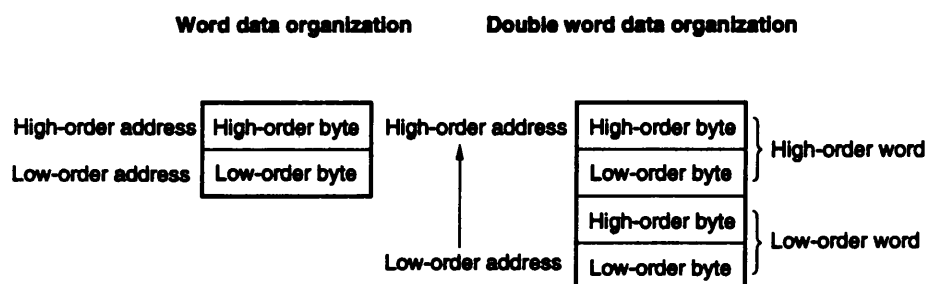 Word data organization
Double word data organization
High-order address
High-order byte
Low-order address
Low-order byte
High-order address
High-order byte
Low-order byte
High-order word
High-order byte
Low-order word
Low-order address
Low-order byte